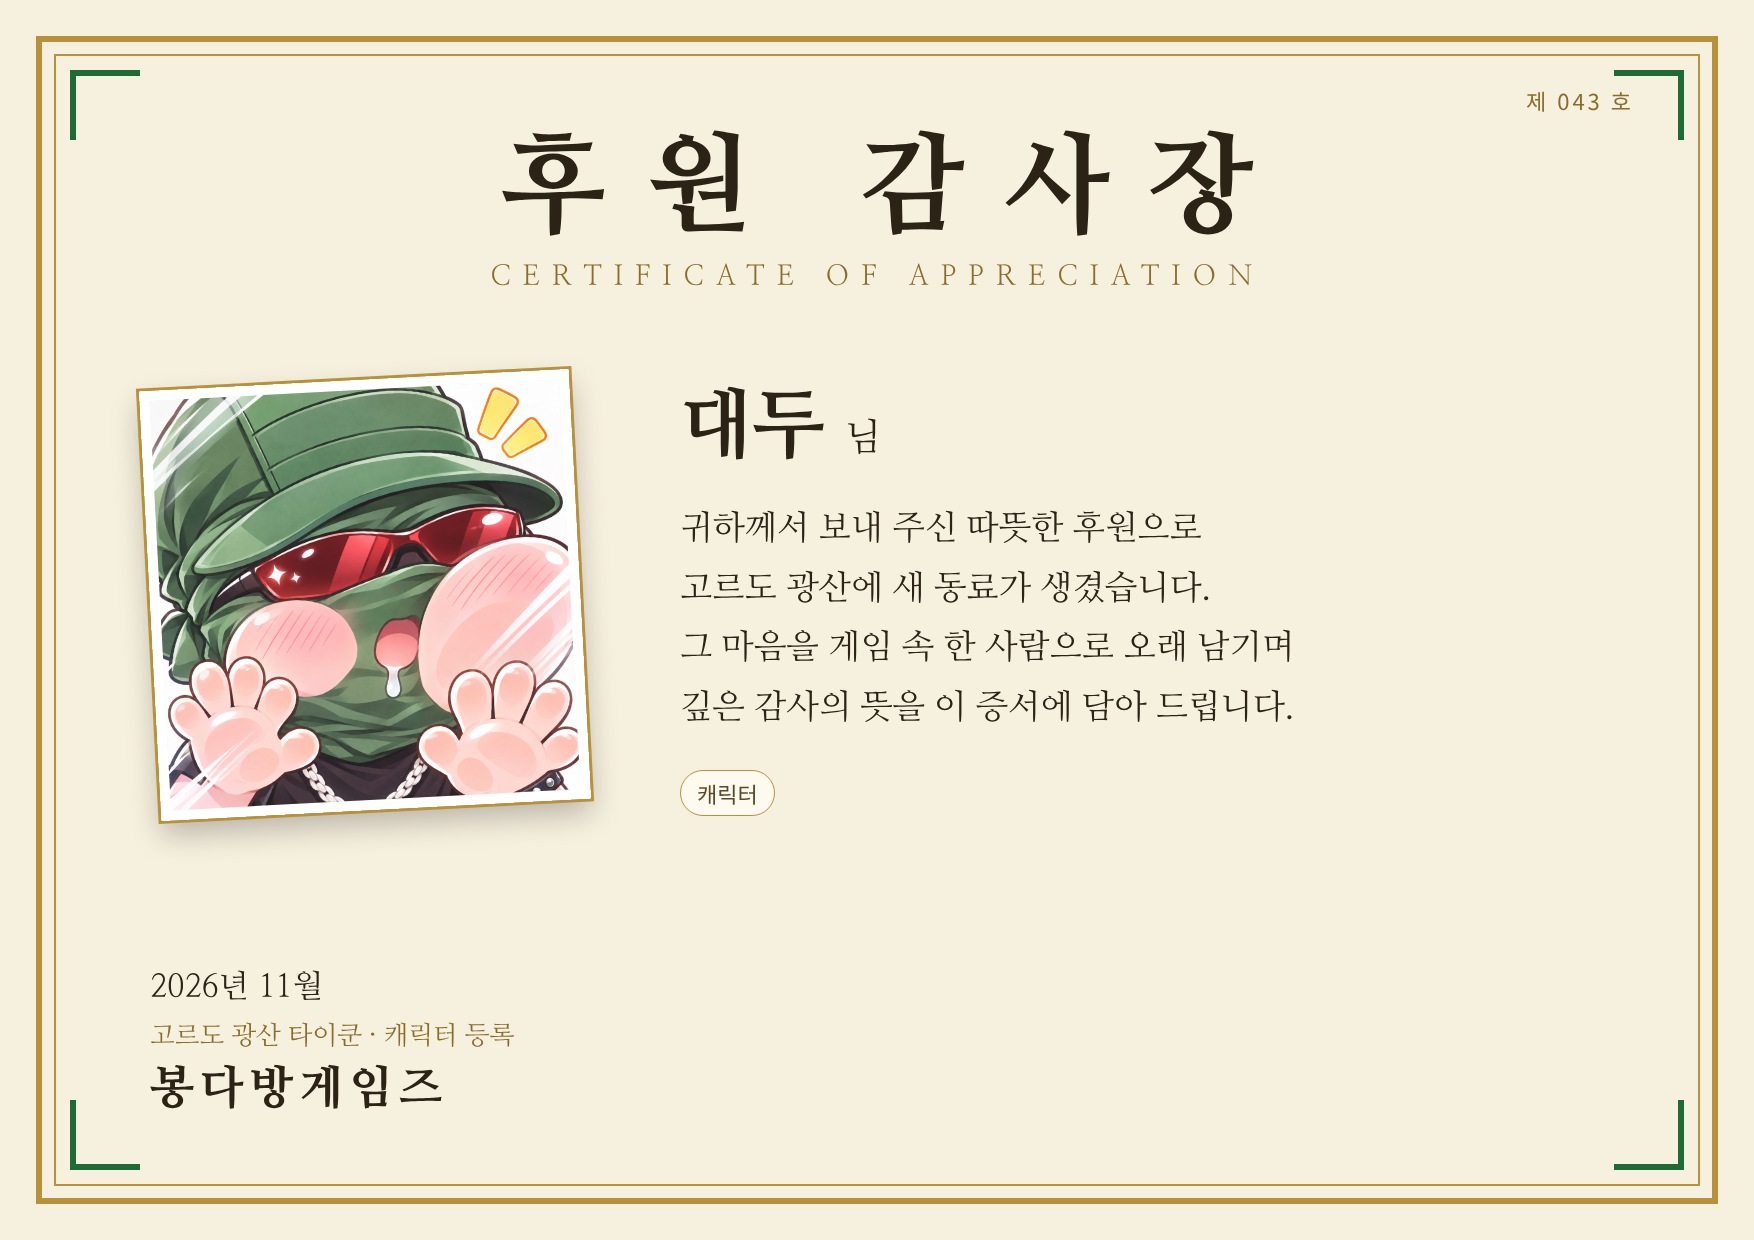 제 043 호
후원 감사장
CERTIFICATE OF APPRECIATION
대두 님
귀하께서 보내 주신 따뜻한 후원으로
고르도 광산에 새 동료가 생겼습니다.
그 마음을 게임 속 한 사람으로 오래 남기며
깊은 감사의 뜻을 이 증서에 담아 드립니다.
캐릭터
2026년 11월
고르도 광산 타이쿤 · 캐릭터 등록
봉다방게임즈